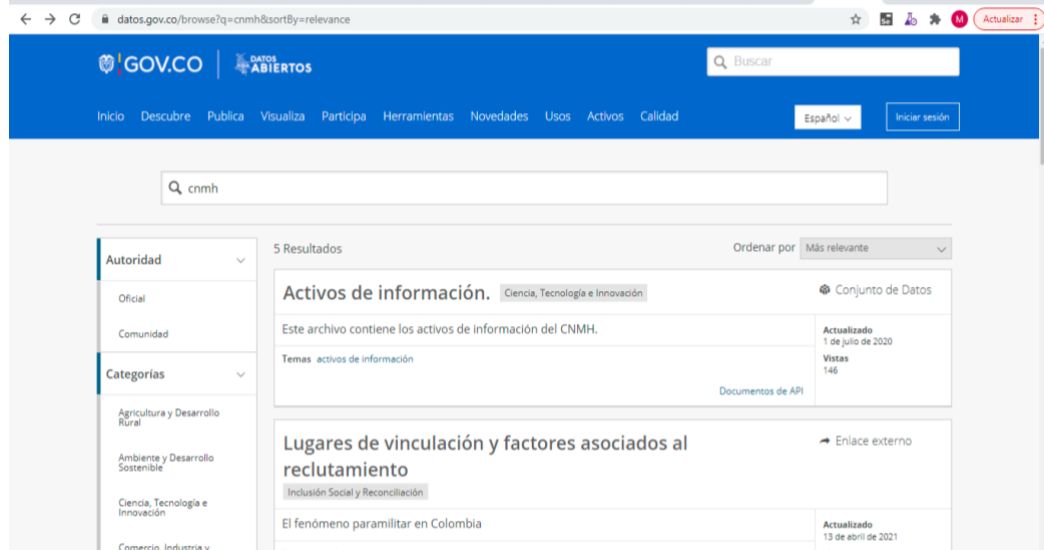 datos.gov.co/browse?q=cnmh&sortBy=relevance
M
Actualizar
GOV.CO
DATOS
ABIERTOS
Buscar
Inicio Descubre Publica Visualiza Participa Herramientas Novedades Usos Activos Calidad
Español
Iniciar sesión
cnmh
Autoridad
Oficial
Comunidad
Categorías
Agricultura y Desarrollo
Rural
Ambiente y Desarrollo
Sostenible
Ciencia, Tecnología e
Innovación
Comercio, Industria y
5 Resultados
Ordenar por Más relevante
Activos de información. Ciencia, Tecnología e Innovación
Conjunto de Datos
Este archivo contiene los activos de información del CNMH.
Temas activos de información
Documentos de API
Actualizado
1 de julio de 2020
Vistas
146
Lugares de vinculación y factores asociados al
reclutamiento
Inclusión Social y Reconciliación
Enlace externo
El fenómeno paramilitar en Colombia
Actualizado
13 de abril de 2021